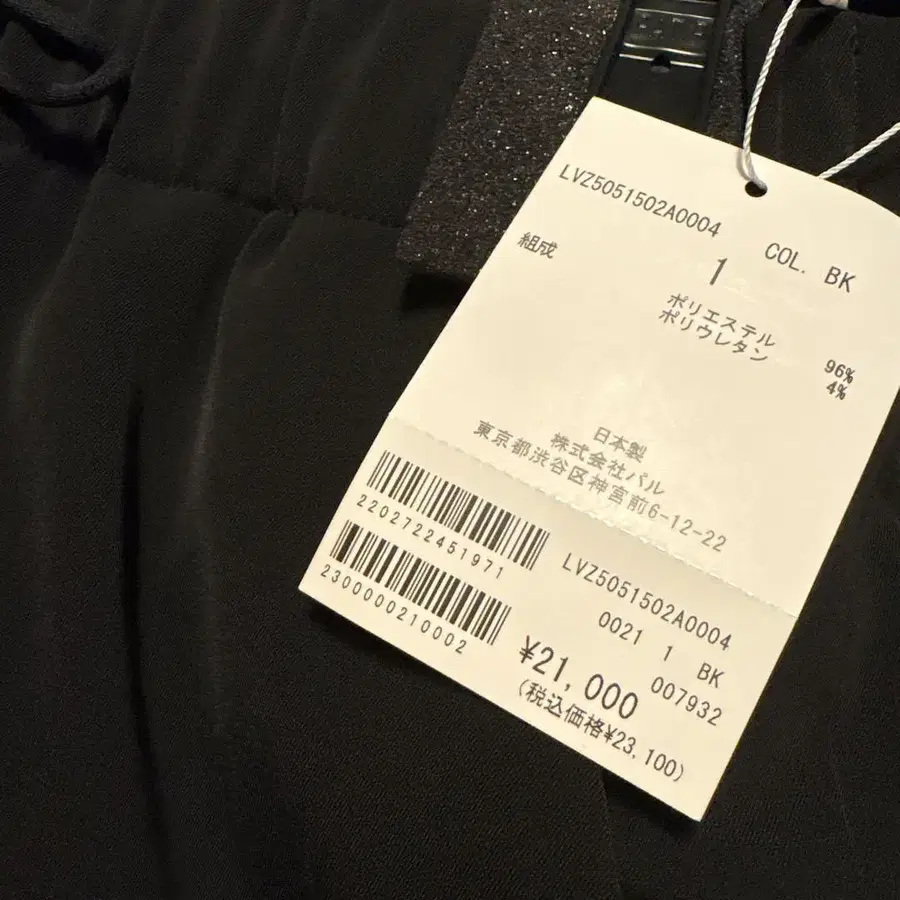 LVZ5051502A0004
COL. BK
組成
1
ポリエステル 96%
ポリウレタン 4%
日本製
株式会社パル
東京都渋谷区神宮前6-12-22
2202722451971
2300000210002
LVZ5051502A0004
0021 1 BK
007932
¥21,000
(税込価格¥23,100)